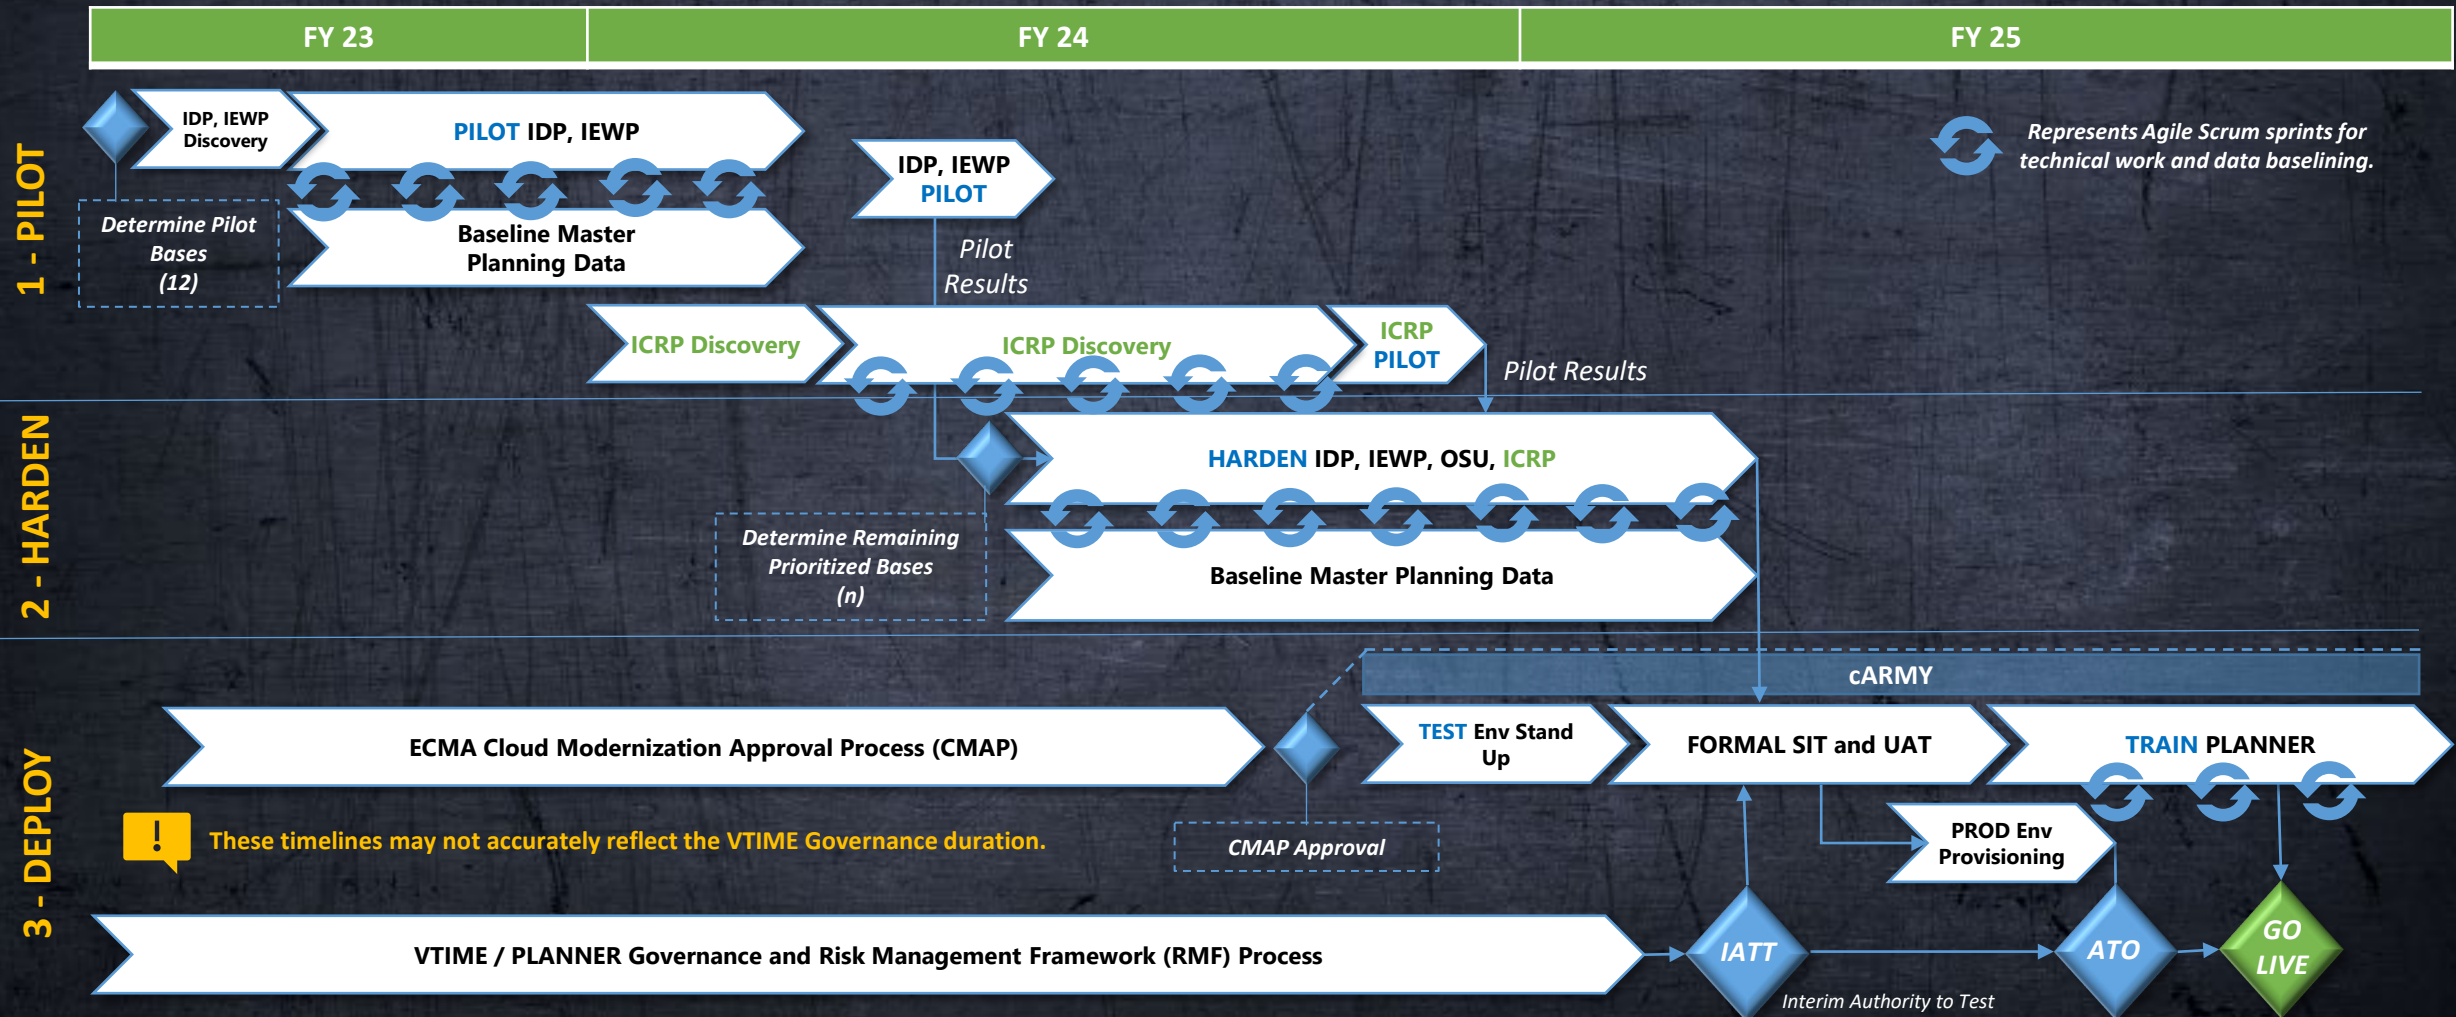 FY 23
FY 24
FY 25
1 - PILOT
IDP, IEWP
Discovery
PILOT IDP, IEWP
Represents Agile Scrum sprints for
technical work and data baselining.
IDP, IEWP
PILOT
Determine Pilot
Bases
(12)
Baseline Master
Planning Data
Pilot
Results
ICRP Discovery
ICRP Discovery
ICRP
PILOT
Pilot Results
2 - HARDEN
HARDEN IDP, IEWP, OSU, ICRP
Determine Remaining
Prioritized Bases
(n)
Baseline Master Planning Data
3 - DEPLOY
cARMY
ECMA Cloud Modernization Approval Process (CMAP)
TEST Env Stand
Up
FORMAL SIT and UAT
TRAIN PLANNER
!
These timelines may not accurately reflect the VTIME Governance duration.
CMAP Approval
PROD Env
Provisioning
VTIME / PLANNER Governance and Risk Management Framework (RMF) Process
IATT
ATO
GO
LIVE
Interim Authority to Test